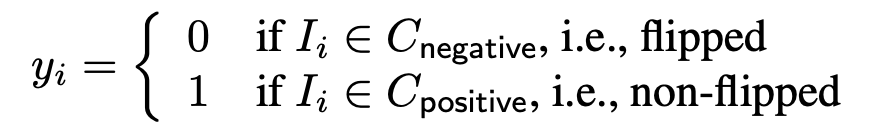 y_i = { 0 if I_i ∈ C_negative, i.e., flipped
1 if I_i ∈ C_positive, i.e., non-flipped